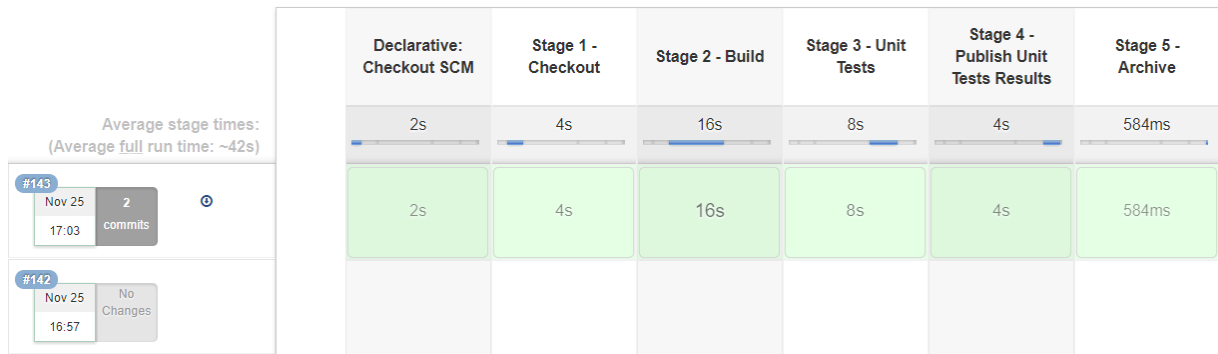 Declarative:
Checkout SCM
Stage 1 -
Checkout
Stage 2 - Build
Stage 3 - Unit
Tests
Stage 4 -
Publish Unit
Tests Results
Stage 5 -
Archive
Average stage times:
(Average full run time: ~42s)
2s
4s
16s
8s
4s
584ms
#143
Nov 25
17:03
2
commits
2s
4s
16s
8s
4s
584ms
#142
Nov 25
16:57
No
Changes